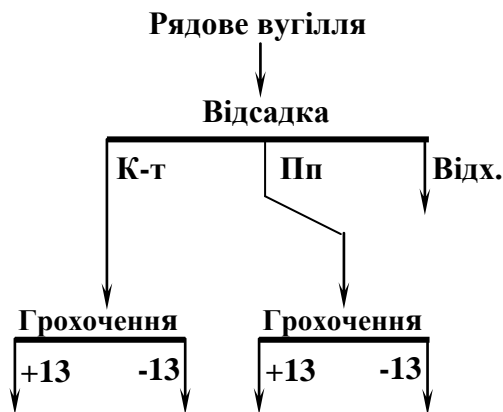 Рядове вугілля
Відсадка
К-т Пп Відх.
Грохочення Грохочення
+13 -13 +13 -13